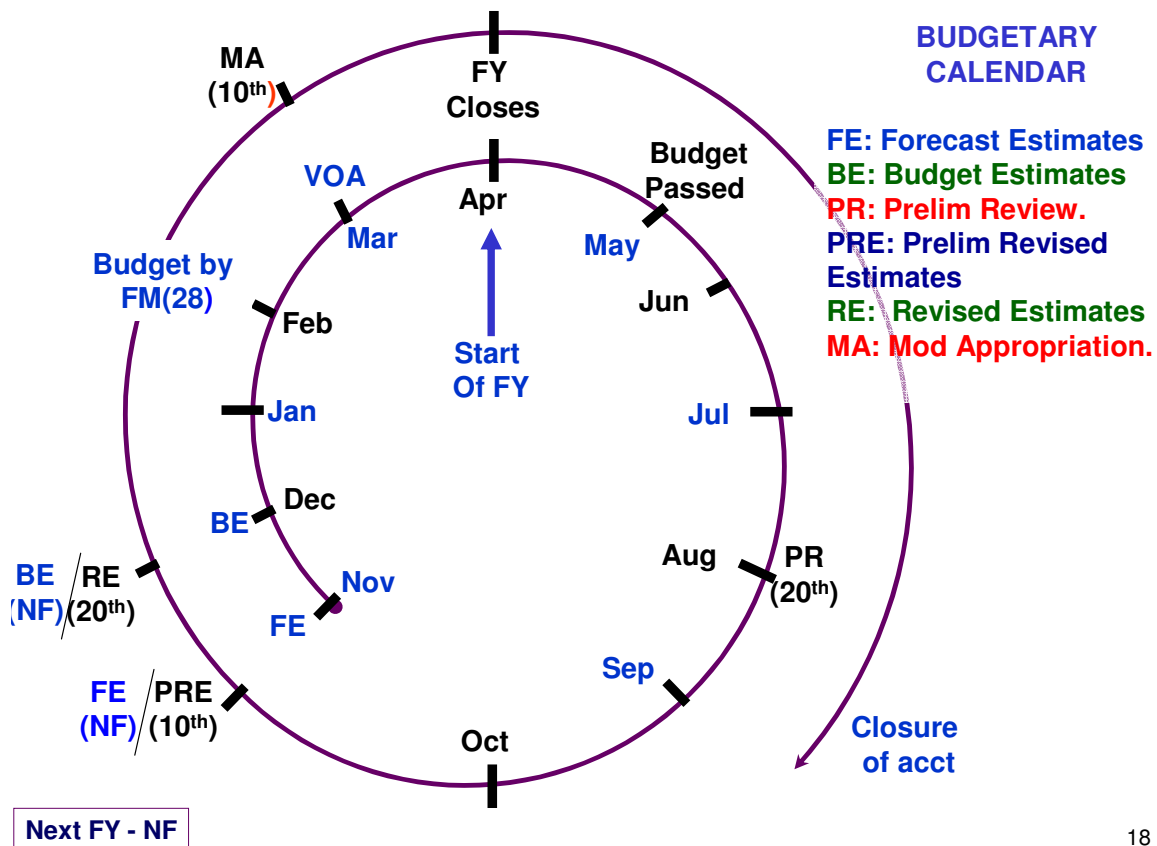 BUDGETARY
CALENDAR
MA
(10th)
FY
Closes
FE: Forecast Estimates
BE: Budget Estimates
PR: Prelim Review.
PRE: Prelim Revised
Estimates
RE: Revised Estimates
MA: Mod Appropriation.
Budget
Passed
VOA
Apr
Mar
May
Budget by
FM(28)
Feb
Jun
Start
Of FY
Jan
Jul
Dec
BE
Aug
PR
(20th)
BE
(NF)
/
RE
(20th)
Nov
FE
Sep
FE
(NF)
/
PRE
(10th)
Oct
Closure
of acct
Next FY - NF
18